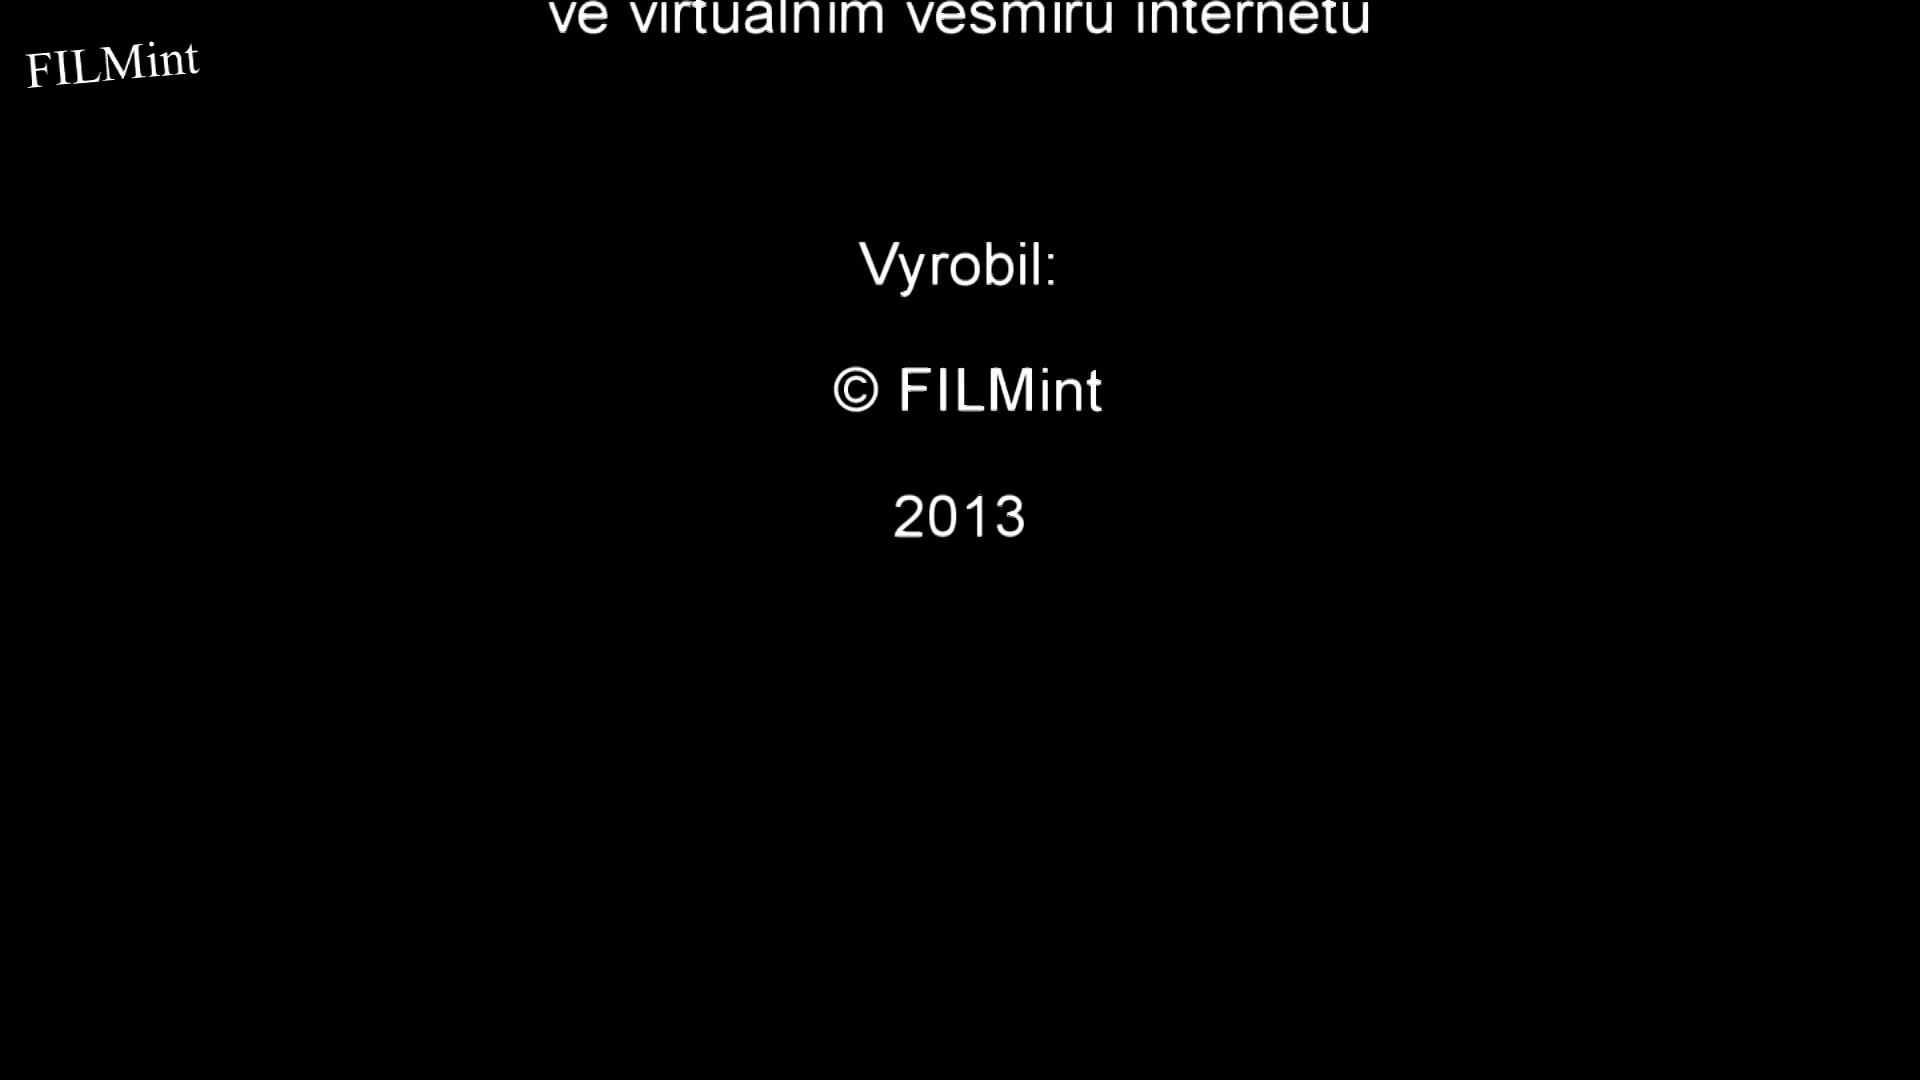 ve virtuálním vesmíru internetu
FILMint
Vyrobil:
© FILMint
2013